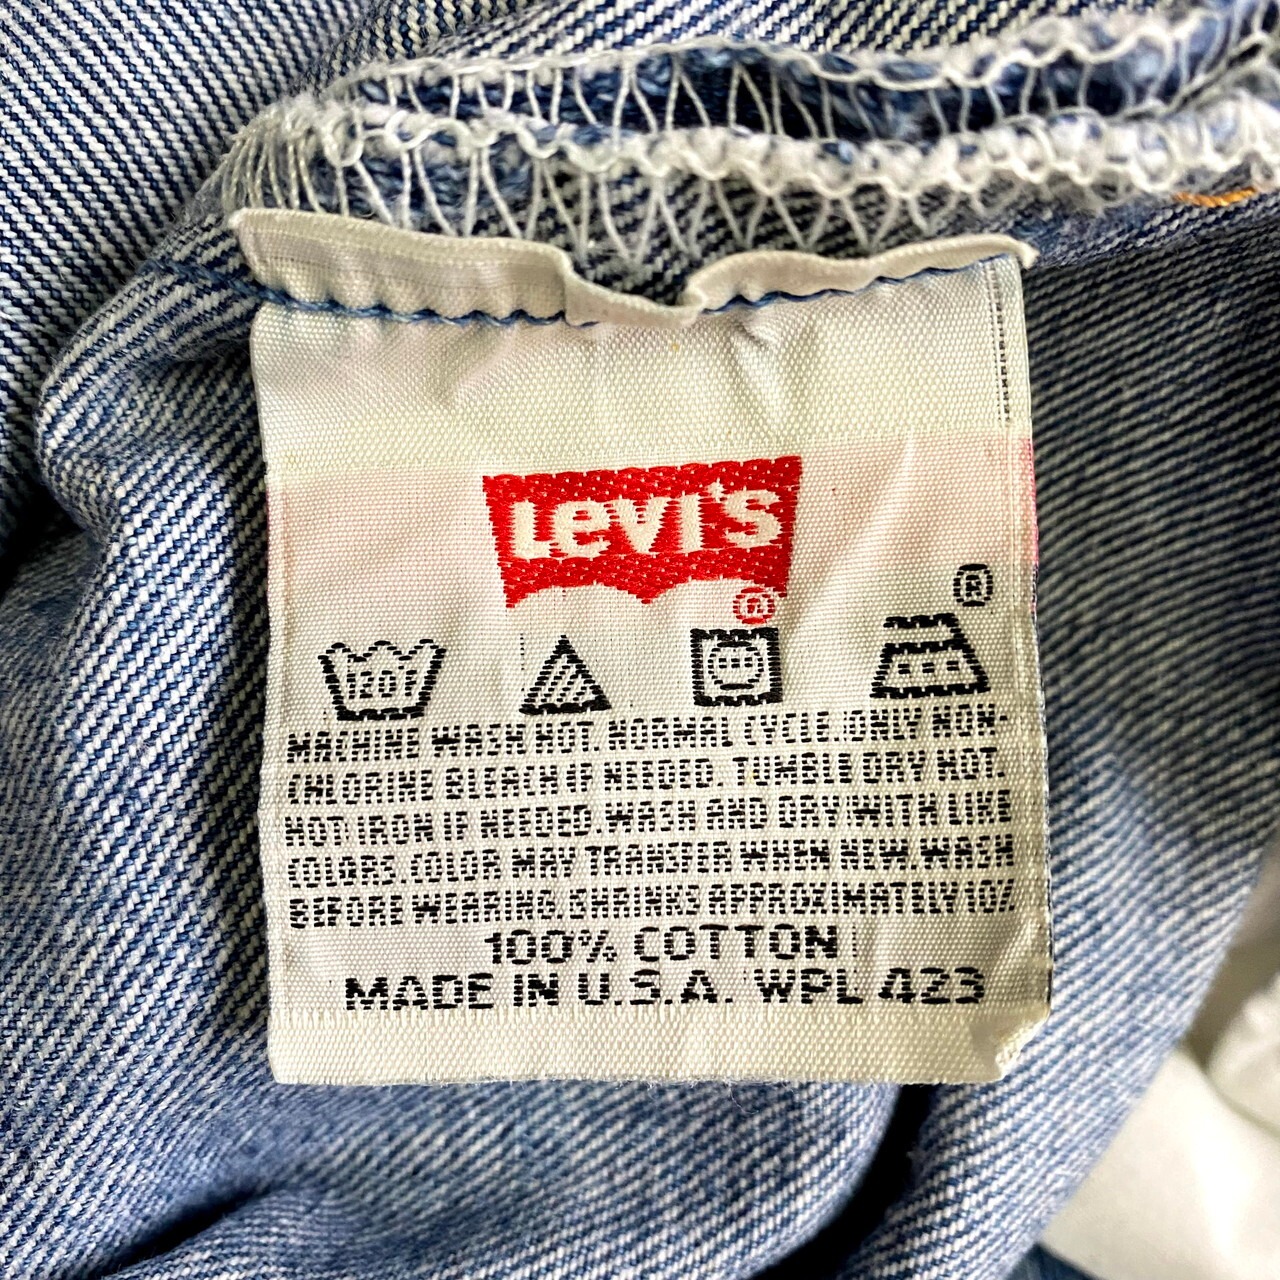 Levi's
®
®
120F
MACHINE WASH HOT. NORMAL CYCLE. ONLY NON-
CHLORINE BLEACH IF NEEDED. TUMBLE DRY HOT.
HOT IRON IF NEEDED. WASH AND DRY WITH LIKE
COLORS. COLOR MAY TRANSFER WHEN NEW. WASH
BEFORE WEARING. SHRINKS APPROXIMATELY 10%
100% COTTON
MADE IN U.S.A. WPL 423